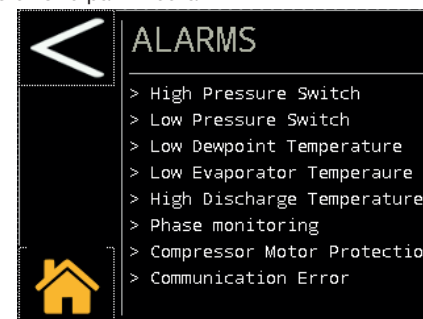 ALARMS
> High Pressure Switch
> Low Pressure Switch
> Low Dewpoint Temperature
> Low Evaporator Temperaure
> High Discharge Temperature
> Phase monitoring
> Compressor Motor Protectio
> Communication Error